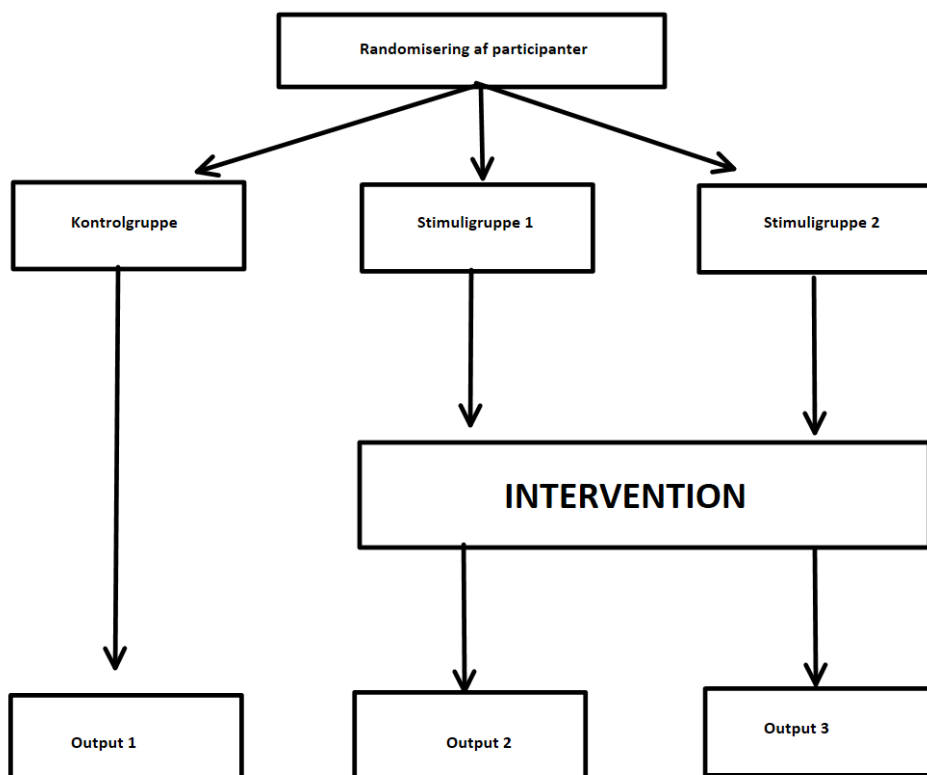 Randomisering af participanter
Kontrolgruppe
Stimuligruppe 1
Stimuligruppe 2
INTERVENTION
Output 1
Output 2
Output 3